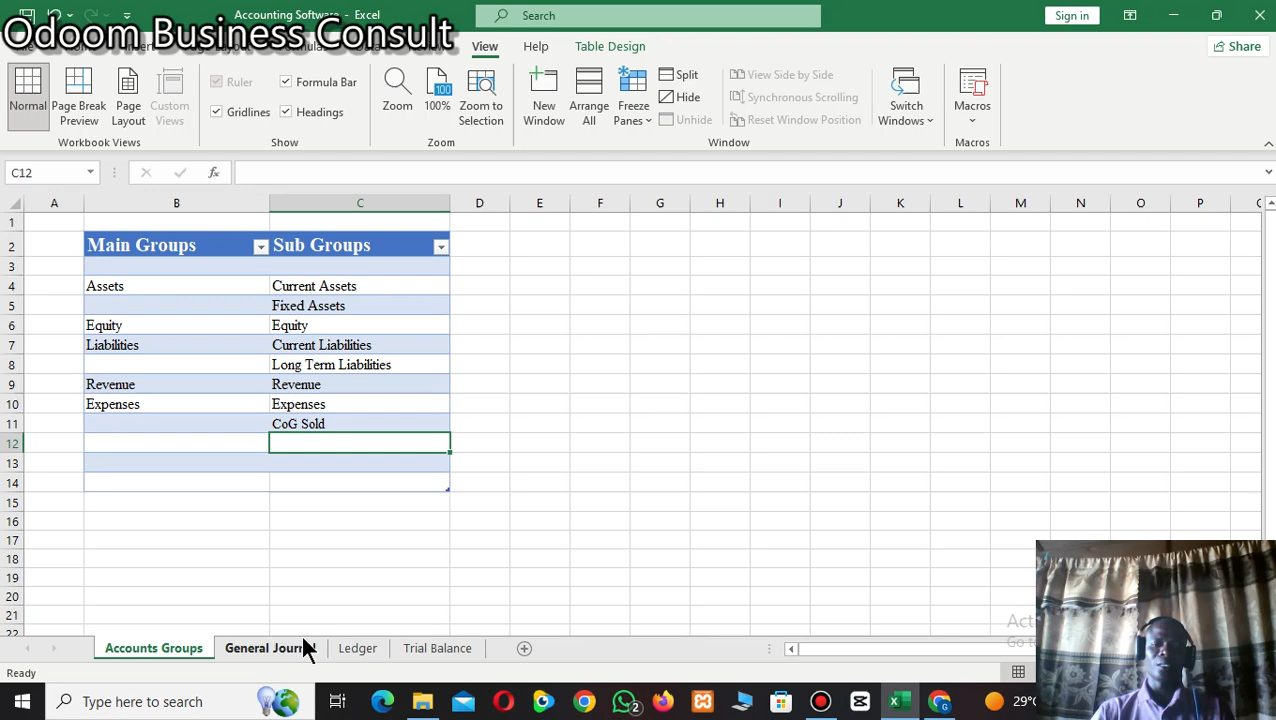 Accounting Software - Excel
Search
Sign in
Odoom Business Consult
View
Help
Table Design
Share
Normal
Page Break Preview
Page Layout
Custom Views
Workbook Views
Ruler
Formula Bar
Gridlines
Headings
Show
Zoom
100%
Zoom to Selection
Zoom
New Window
Arrange All
Freeze Panes
Split
Hide
Unhide
View Side by Side
Synchronous Scrolling
Reset Window Position
Window
Switch Windows
Macros
Macros
C12
fx
A B C D E F G H I J K L M N O P
1
2 Main Groups Sub Groups
3
4 Assets Current Assets
5 Fixed Assets
6 Equity Equity
7 Liabilities Current Liabilities
8 Long Term Liabilities
9 Revenue Revenue
10 Expenses Expenses
11 CoG Sold
12
13
14
15
16
17
18
19
20
21
22
Accounts Groups
General Journal
Ledger
Trial Balance
Ready
Type here to search
2
29°